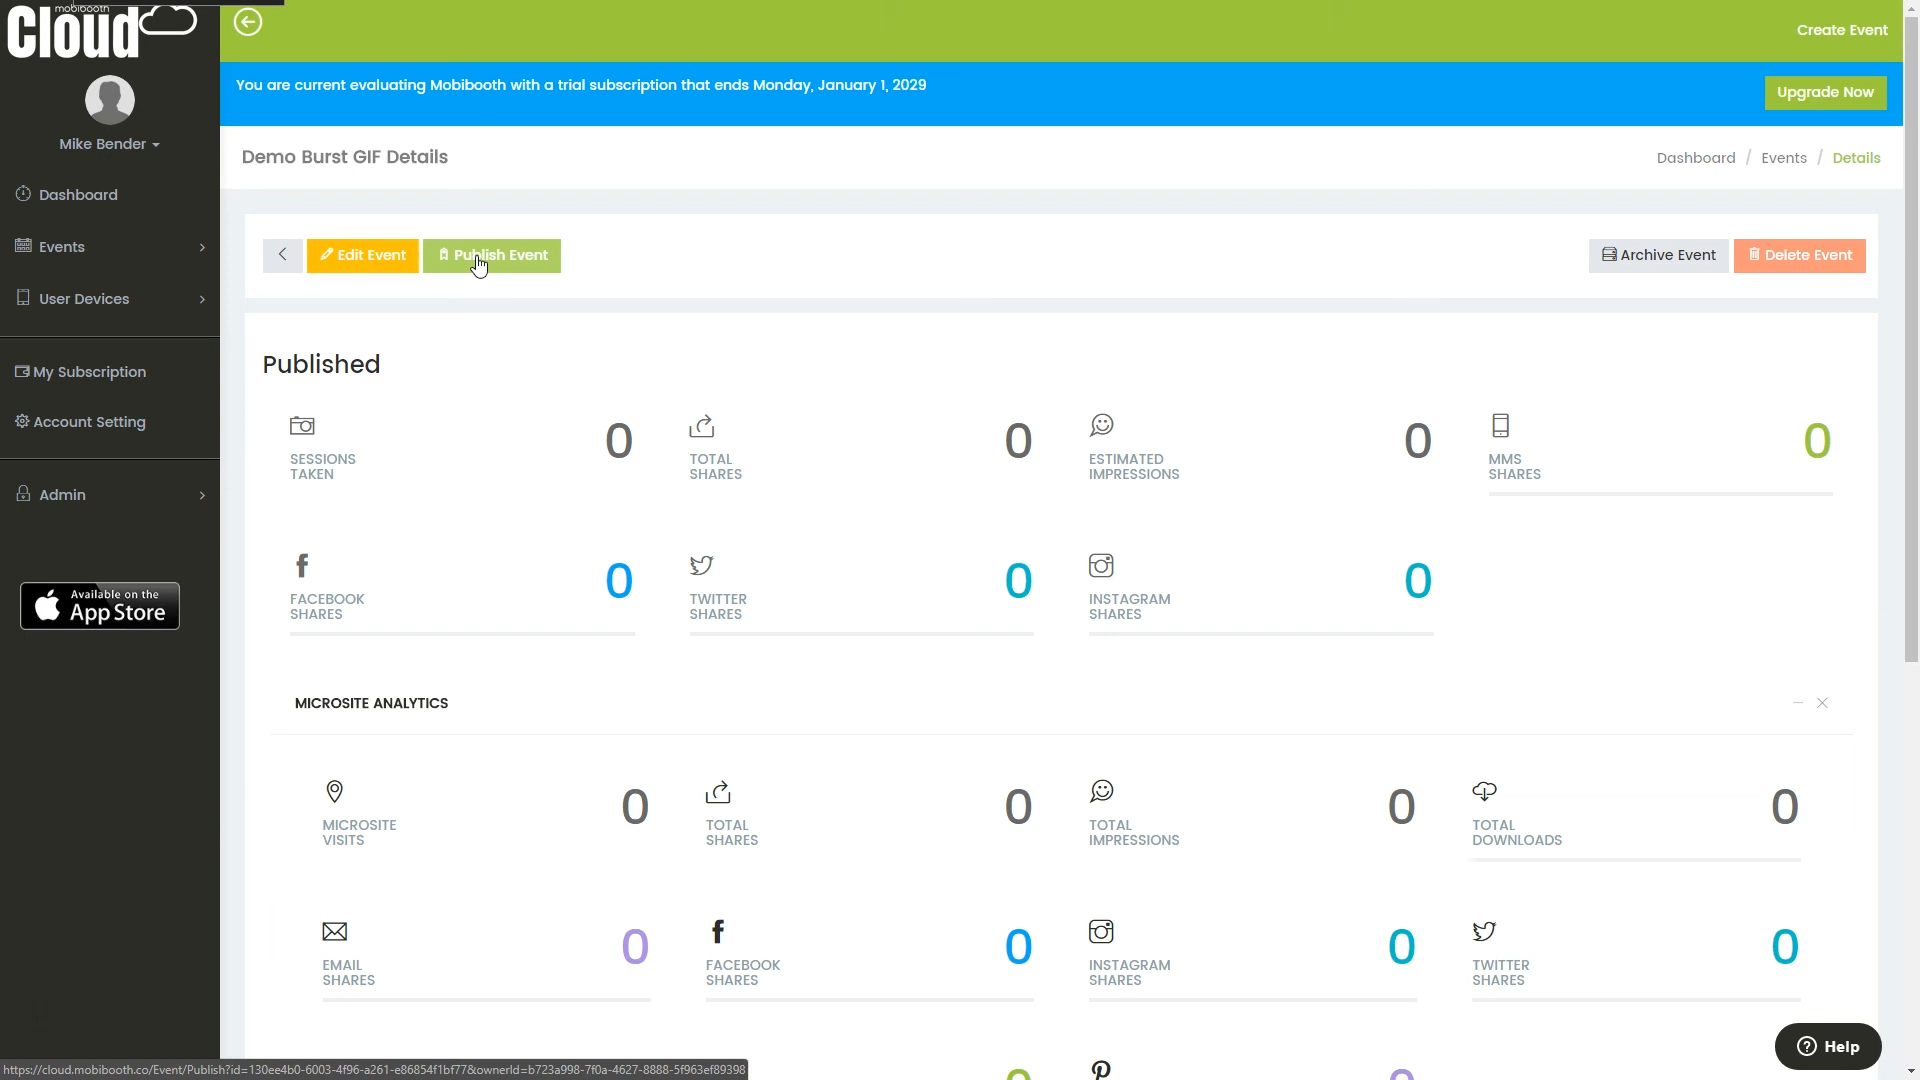 mobibooth
Cloud
Create Event
You are current evaluating Mobibooth with a trial subscription that ends Monday, January 1, 2029
Upgrade Now
Mike Bender
Demo Burst GIF Details
Dashboard / Events / Details
Dashboard
Events
User Devices
My Subscription
Account Setting
Admin
Available on the
App Store
Edit Event
Publish Event
Archive Event
Delete Event
Published
SESSIONS
TAKEN
0
TOTAL
SHARES
0
ESTIMATED
IMPRESSIONS
0
MMS
SHARES
0
FACEBOOK
SHARES
0
TWITTER
SHARES
0
INSTAGRAM
SHARES
0
MICROSITE ANALYTICS
MICROSITE
VISITS
0
TOTAL
SHARES
0
TOTAL
IMPRESSIONS
0
TOTAL
DOWNLOADS
0
EMAIL
SHARES
0
FACEBOOK
SHARES
0
INSTAGRAM
SHARES
0
TWITTER
SHARES
0
Help
https://cloud.mobibooth.co/Event/Publish?id=130ee4b0-6003-4f96-a261-e86854f1bf77&ownerId=b723a998-7f0a-4627-8888-5f963ef89398